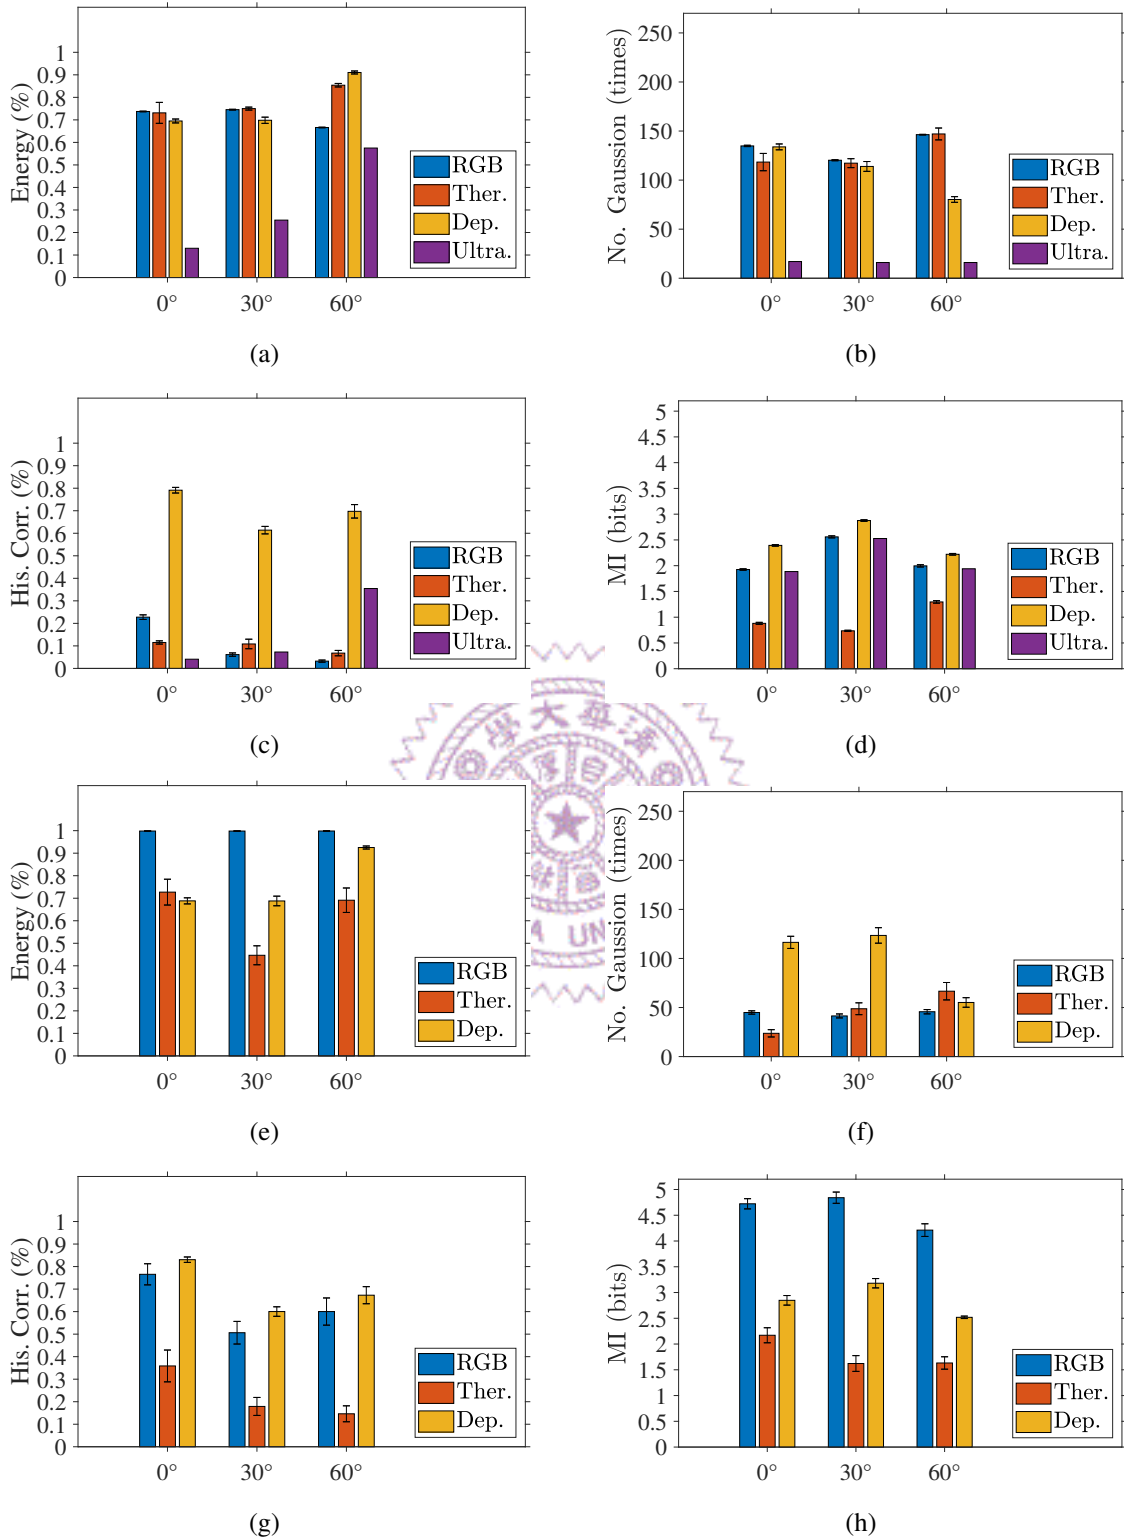 Energy (%)
1
0.9
0.8
0.7
0.6
0.5
0.4
0.3
0.2
0.1
0
0° 30° 60°
RGB
Ther.
Dep.
Ultra.
(a)
No. Gaussion (times)
250
200
150
100
50
0
0° 30° 60°
RGB
Ther.
Dep.
Ultra.
(b)
His. Corr. (%)
1
0.9
0.8
0.7
0.6
0.5
0.4
0.3
0.2
0.1
0
0° 30° 60°
RGB
Ther.
Dep.
Ultra.
(c)
MI (bits)
5
4.5
4
3.5
3
2.5
2
1.5
1
0.5
0
0° 30° 60°
RGB
Ther.
Dep.
Ultra.
(d)
學大華清
A UN
Energy (%)
1
0.9
0.8
0.7
0.6
0.5
0.4
0.3
0.2
0.1
0
0° 30° 60°
RGB
Ther.
Dep.
(e)
No. Gaussion (times)
250
200
150
100
50
0
0° 30° 60°
RGB
Ther.
Dep.
(f)
His. Corr. (%)
1
0.9
0.8
0.7
0.6
0.5
0.4
0.3
0.2
0.1
0
0° 30° 60°
RGB
Ther.
Dep.
(g)
MI (bits)
5
4.5
4
3.5
3
2.5
2
1.5
1
0.5
0
0° 30° 60°
RGB
Ther.
Dep.
(h)